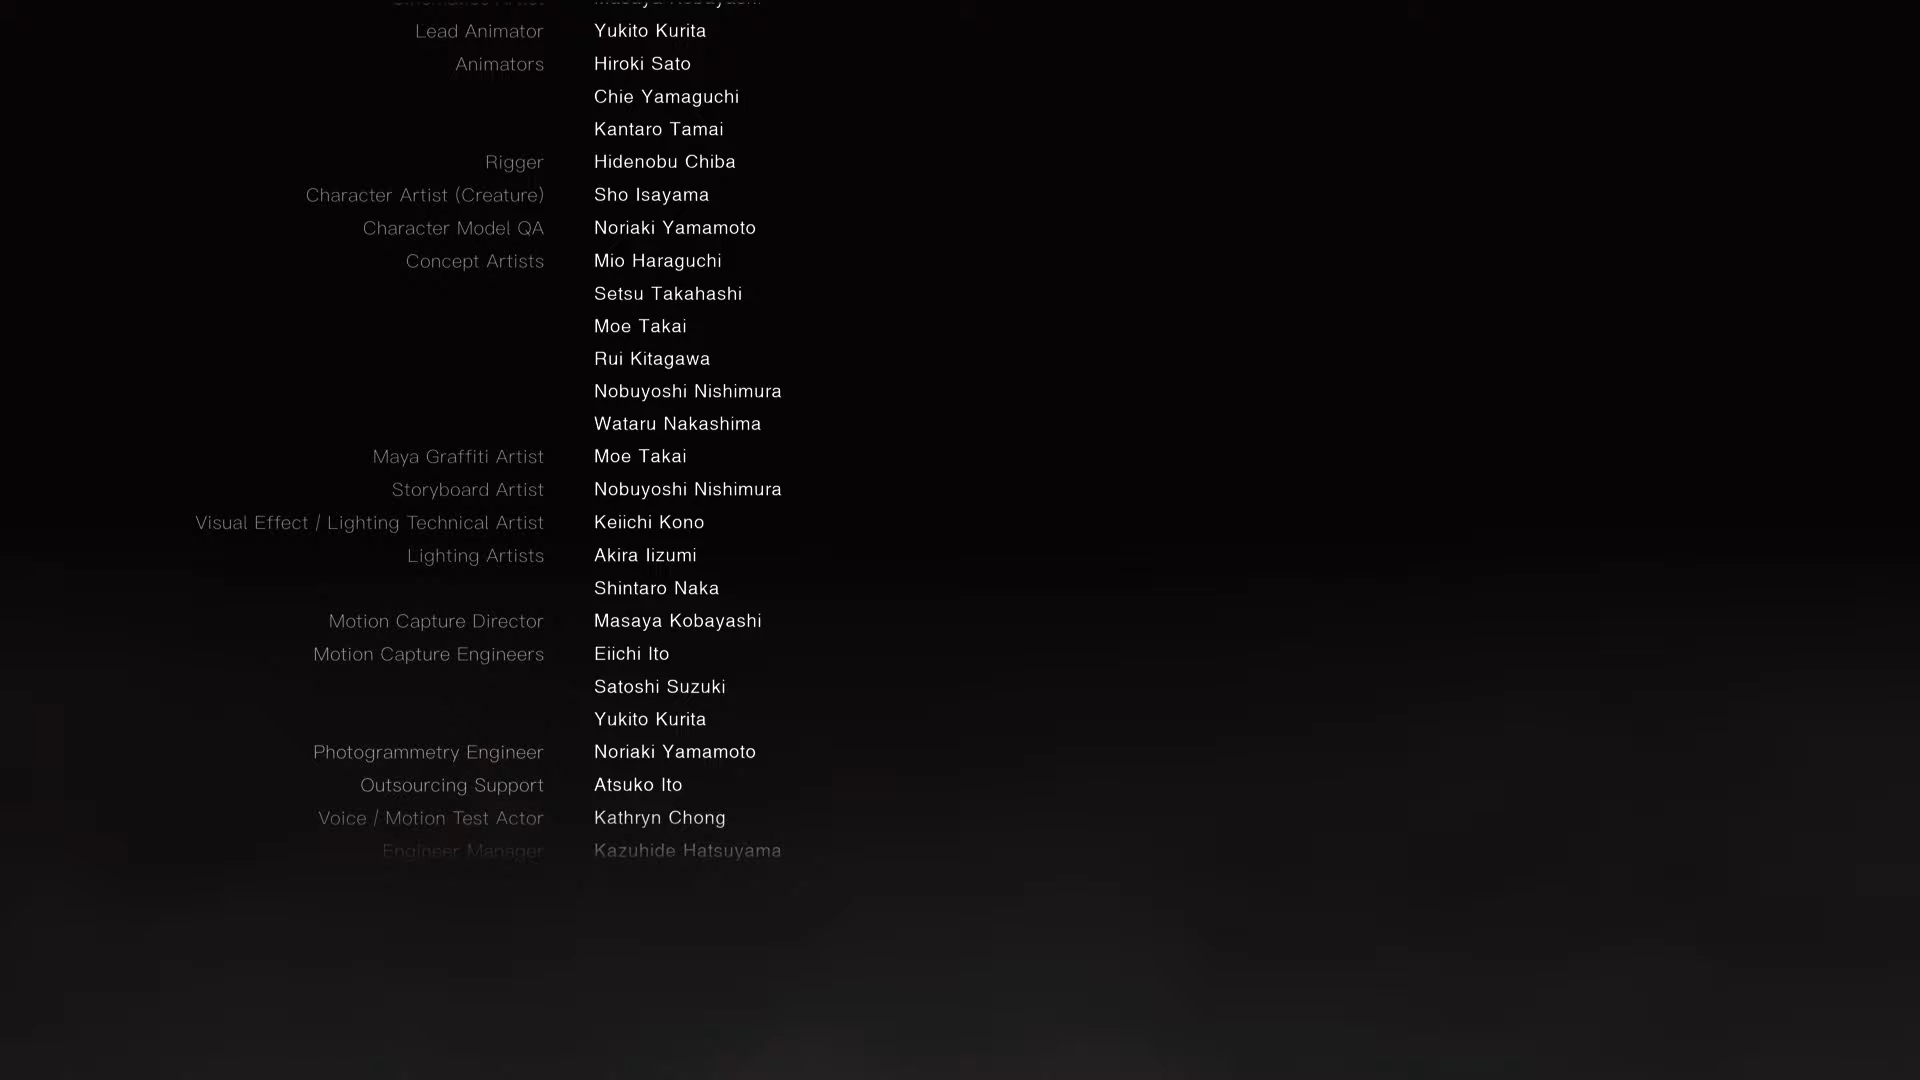 Lead Animator Yukito Kurita
Animators Hiroki Sato
Chie Yamaguchi
Kantaro Tamai
Rigger Hidenobu Chiba
Character Artist (Creature) Sho Isayama
Character Model QA Noriaki Yamamoto
Concept Artists Mio Haraguchi
Setsu Takahashi
Moe Takai
Rui Kitagawa
Nobuyoshi Nishimura
Wataru Nakashima
Maya Graffiti Artist Moe Takai
Storyboard Artist Nobuyoshi Nishimura
Visual Effect / Lighting Technical Artist Keiichi Kono
Lighting Artists Akira Iizumi
Shintaro Naka
Motion Capture Director Masaya Kobayashi
Motion Capture Engineers Eiichi Ito
Satoshi Suzuki
Yukito Kurita
Photogrammetry Engineer Noriaki Yamamoto
Outsourcing Support Atsuko Ito
Voice / Motion Test Actor Kathryn Chong
Engineer Manager Kazuhide Hatsuyama